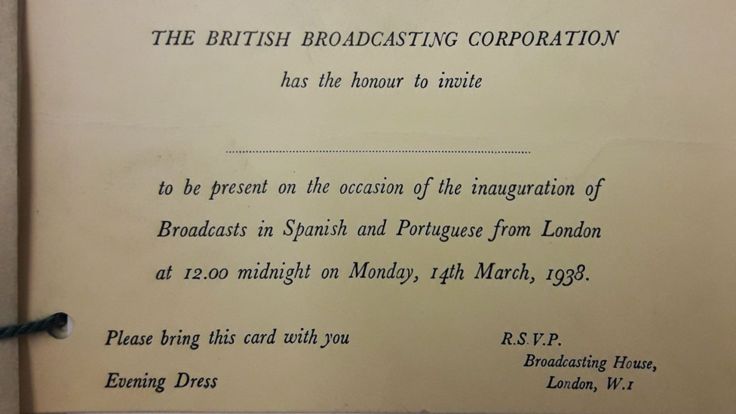 THE BRITISH BROADCASTING CORPORATION
has the honour to invite
to be present on the occasion of the inauguration of
Broadcasts in Spanish and Portuguese from London
at 12.00 midnight on Monday, 14th March, 1938.
Please bring this card with you
Evening Dress
R.S.V.P.
Broadcasting House,
London, W.1